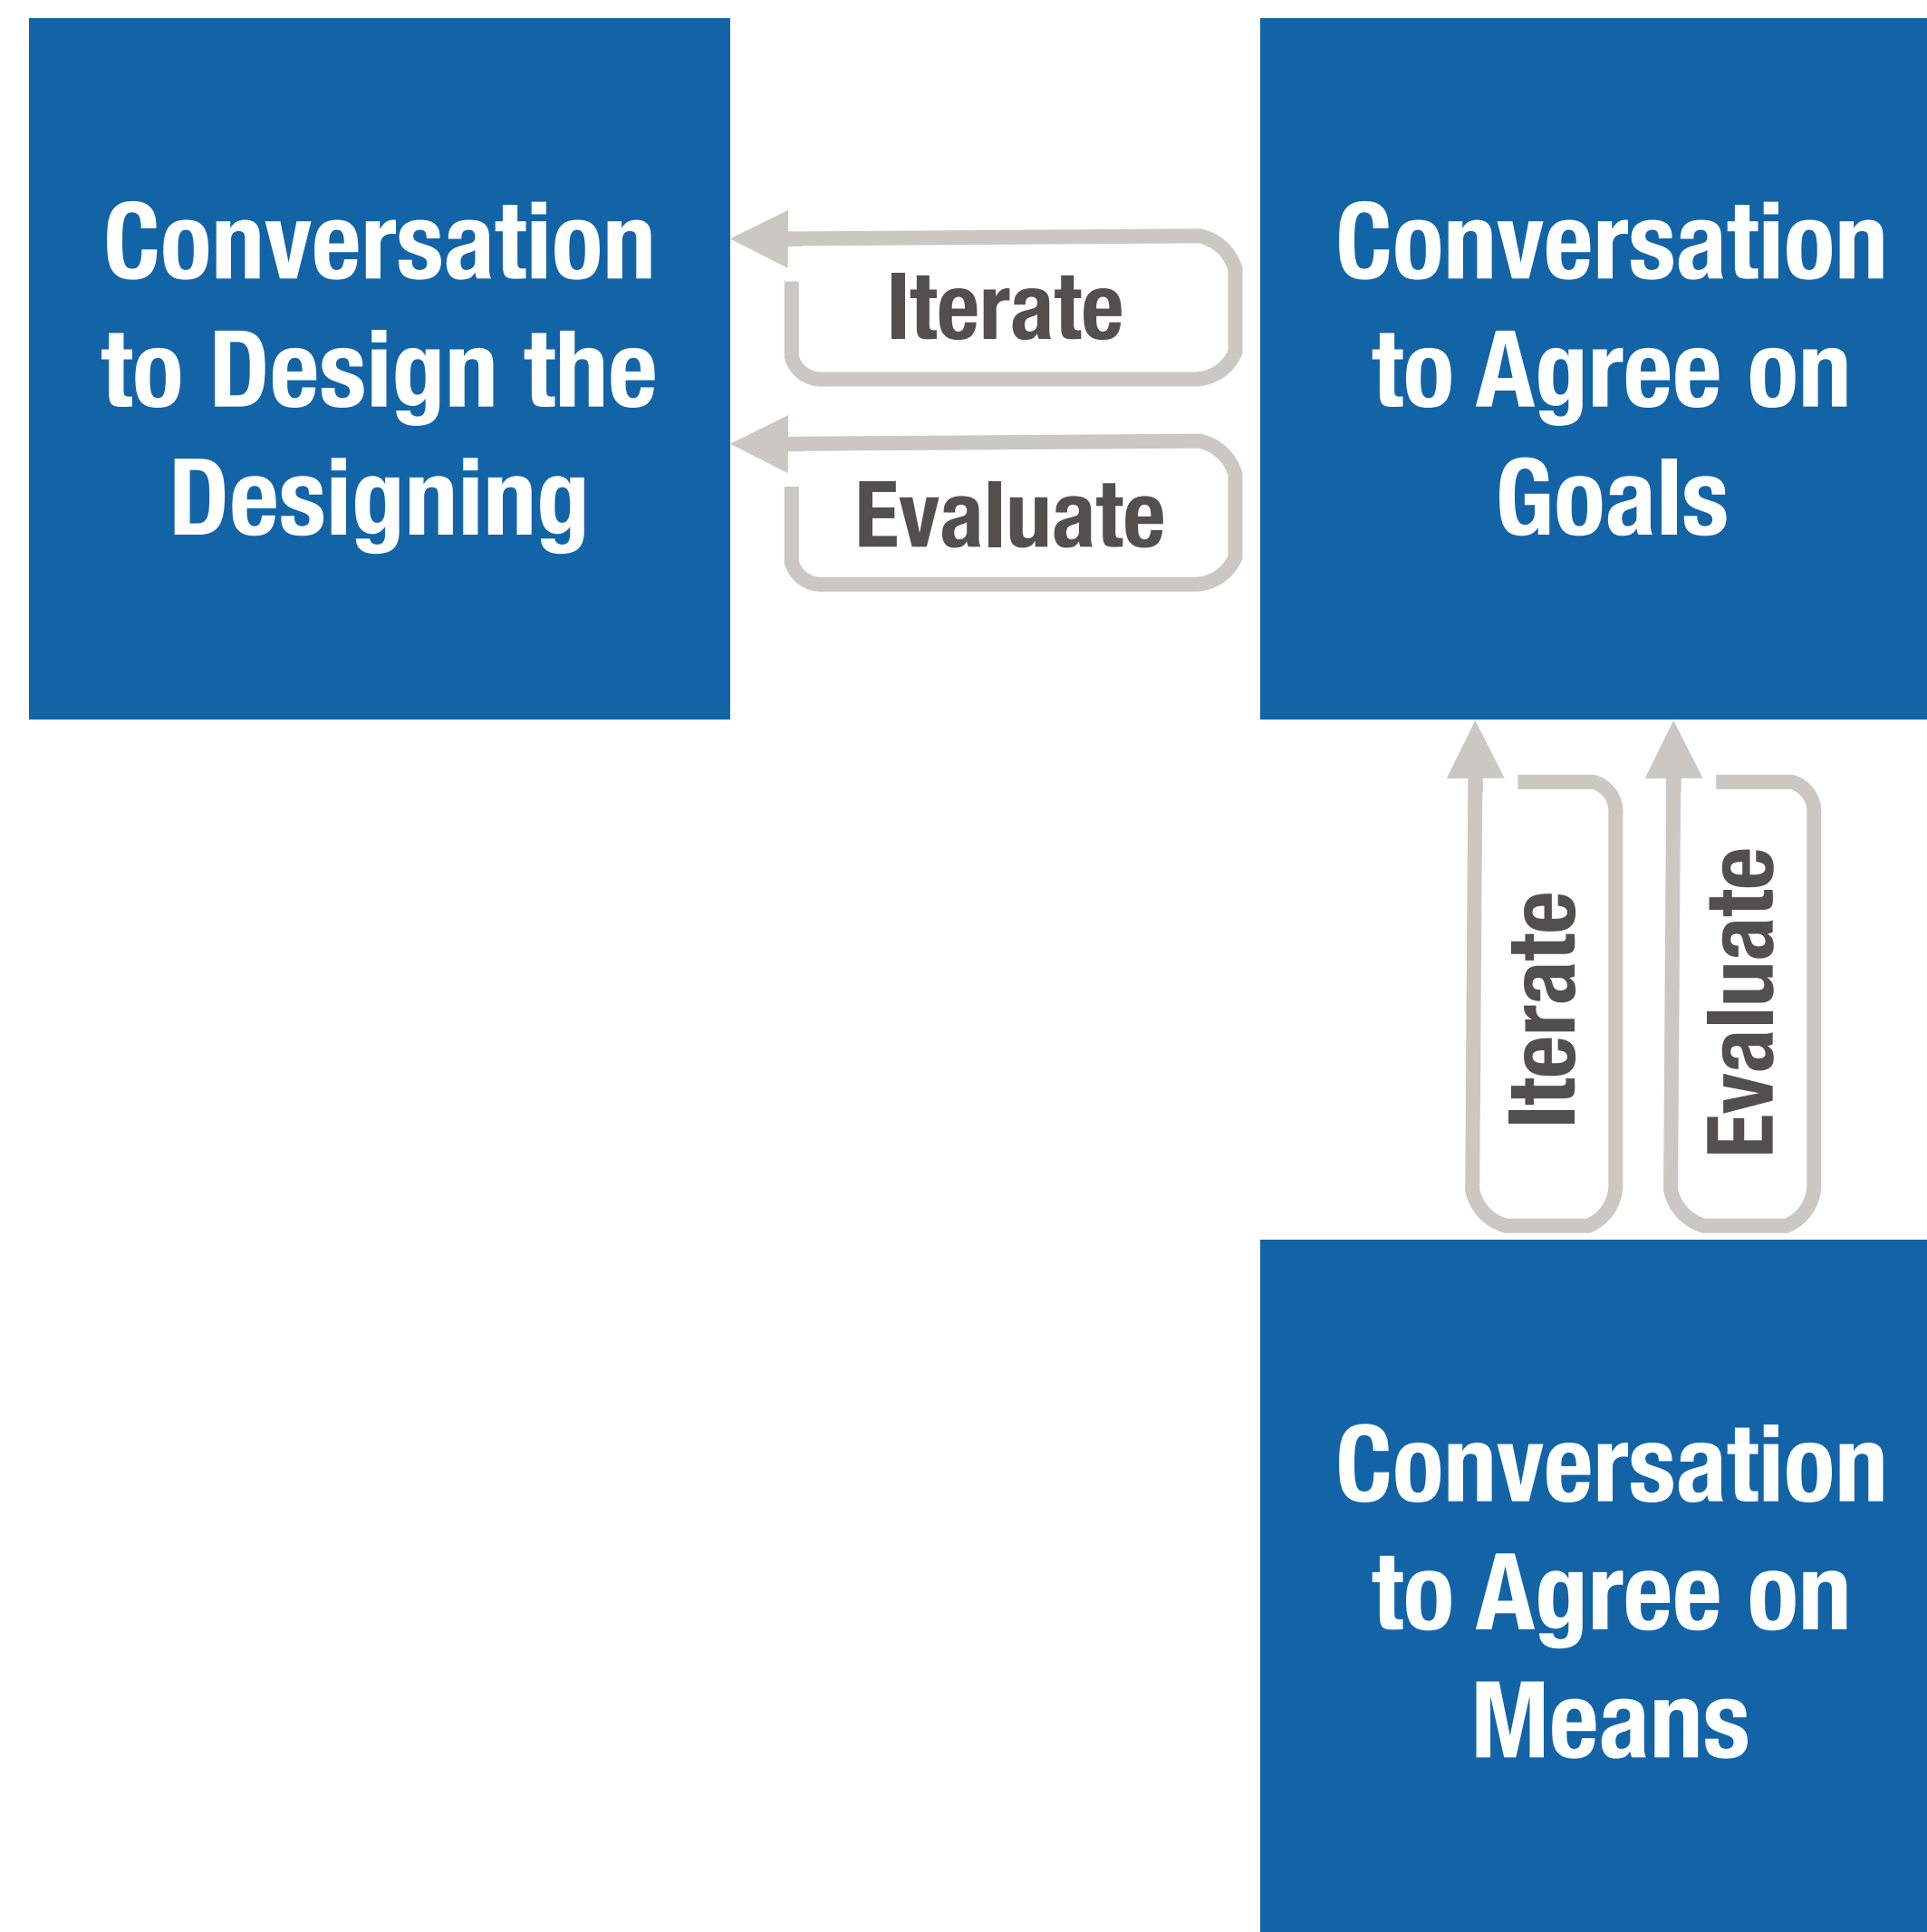 Conversation
to Design the
Designing
Iterate
Evaluate
Conversation
to Agree on
Goals
Iterate
Evaluate
Conversation
to Agree on
Means